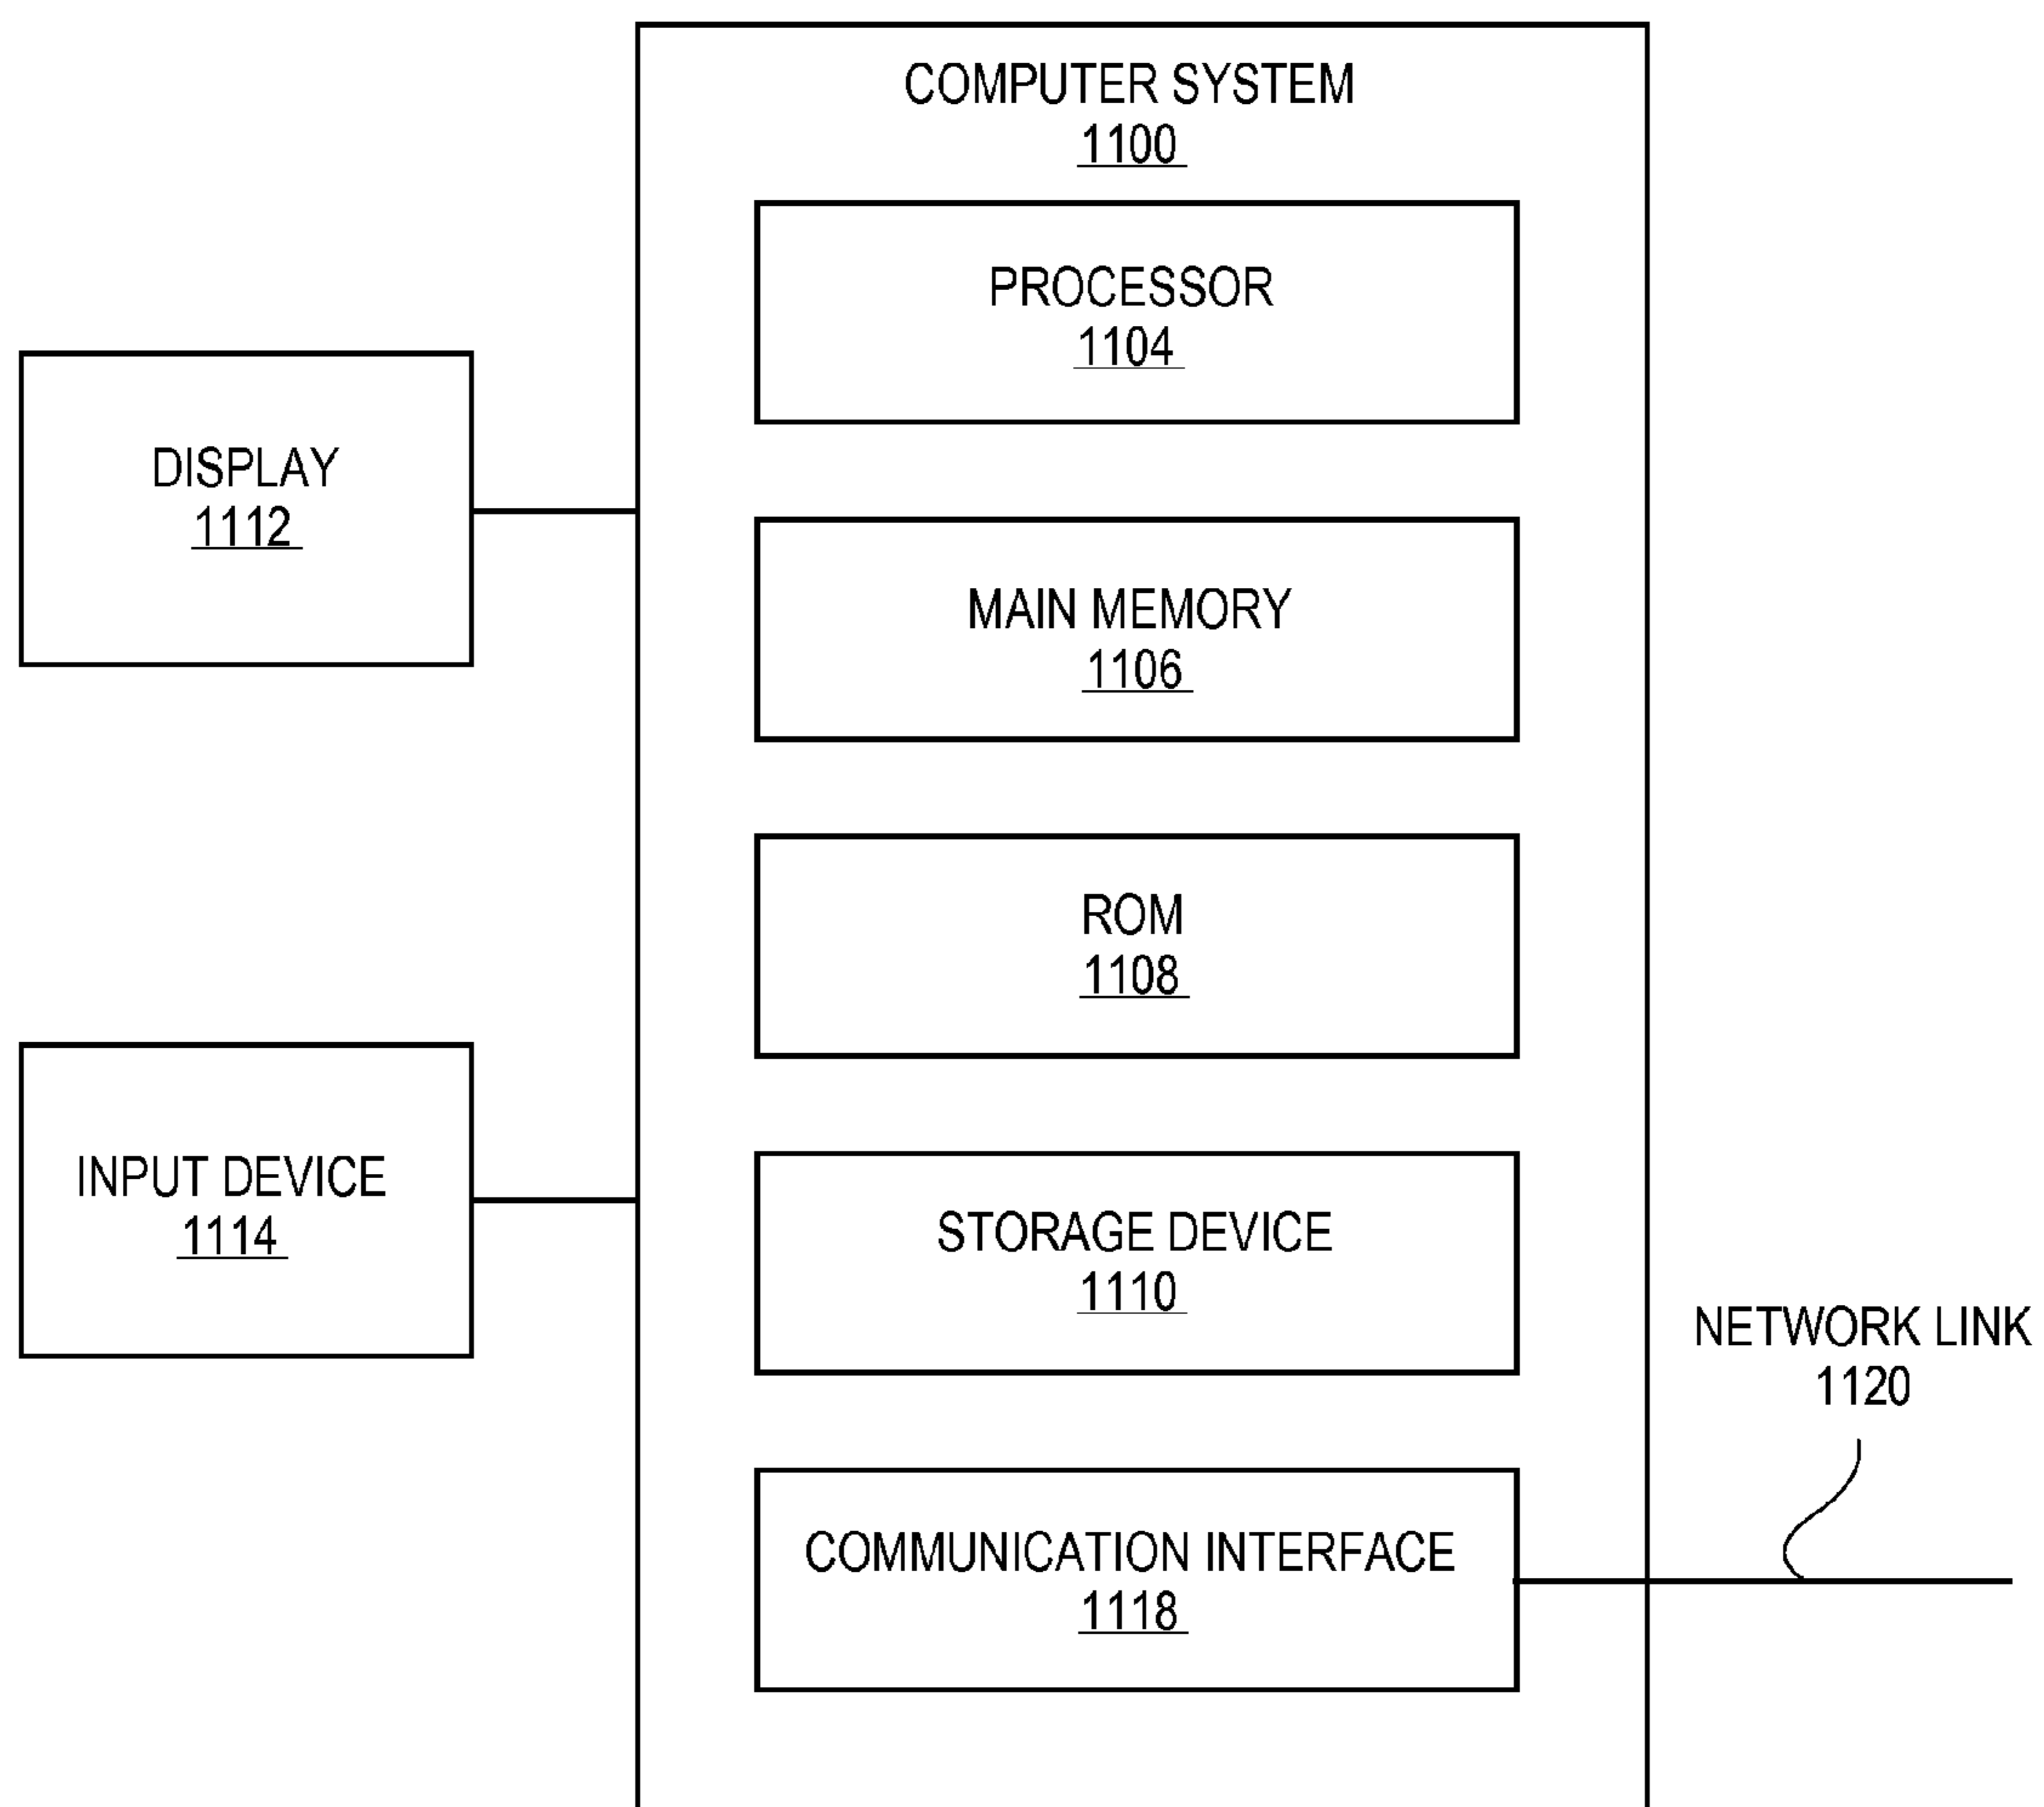 COMPUTER SYSTEM
1100
PROCESSOR
1104
DISPLAY
1112
MAIN MEMORY
1106
ROM
1108
INPUT DEVICE
1114
STORAGE DEVICE
1110
NETWORK LINK
1120
COMMUNICATION INTERFACE
1118